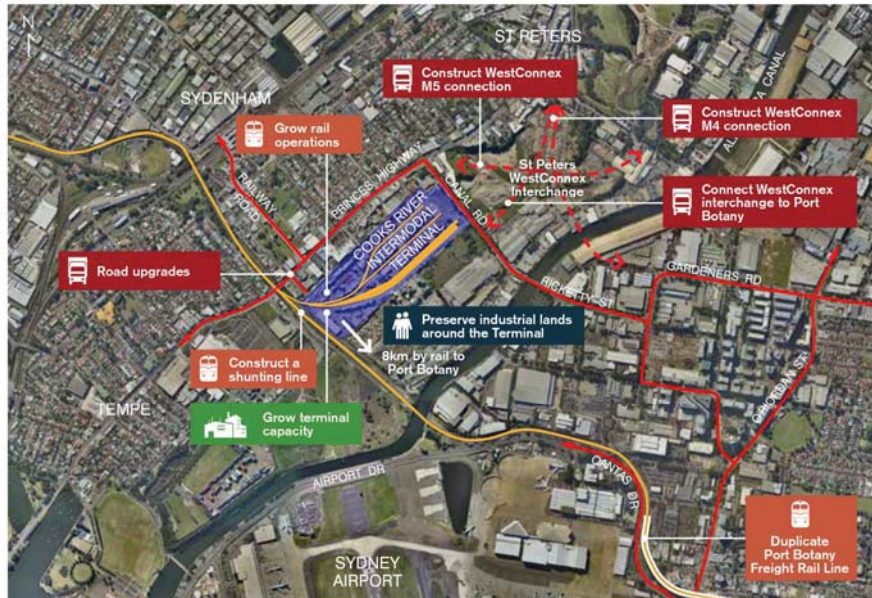 N
ST PETERS
Construct WestConnex
M5 connection
SYDENHAM
Construct WestConnex
M4 connection
Grow rail
operations
St Peters
WestConnex
Interchange
RAILWAY
ROAD
PRINCES HIGHWAY
CANAL RD
Connect WestConnex
interchange to Port
Botany
COOKS RIVER
INTERMODAL
TERMINAL
Road upgrades
GARDENERS RD
RICKETTY ST
Preserve industrial lands
around the Terminal
8km by rail to
Port Botany
Construct a
shunting line
O'RIORDAN ST
TEMPE
Grow terminal
capacity
AIRPORT DR
QANTAS DR
SYDNEY
AIRPORT
Duplicate
Port Botany
Freight Rail Line
CANAL